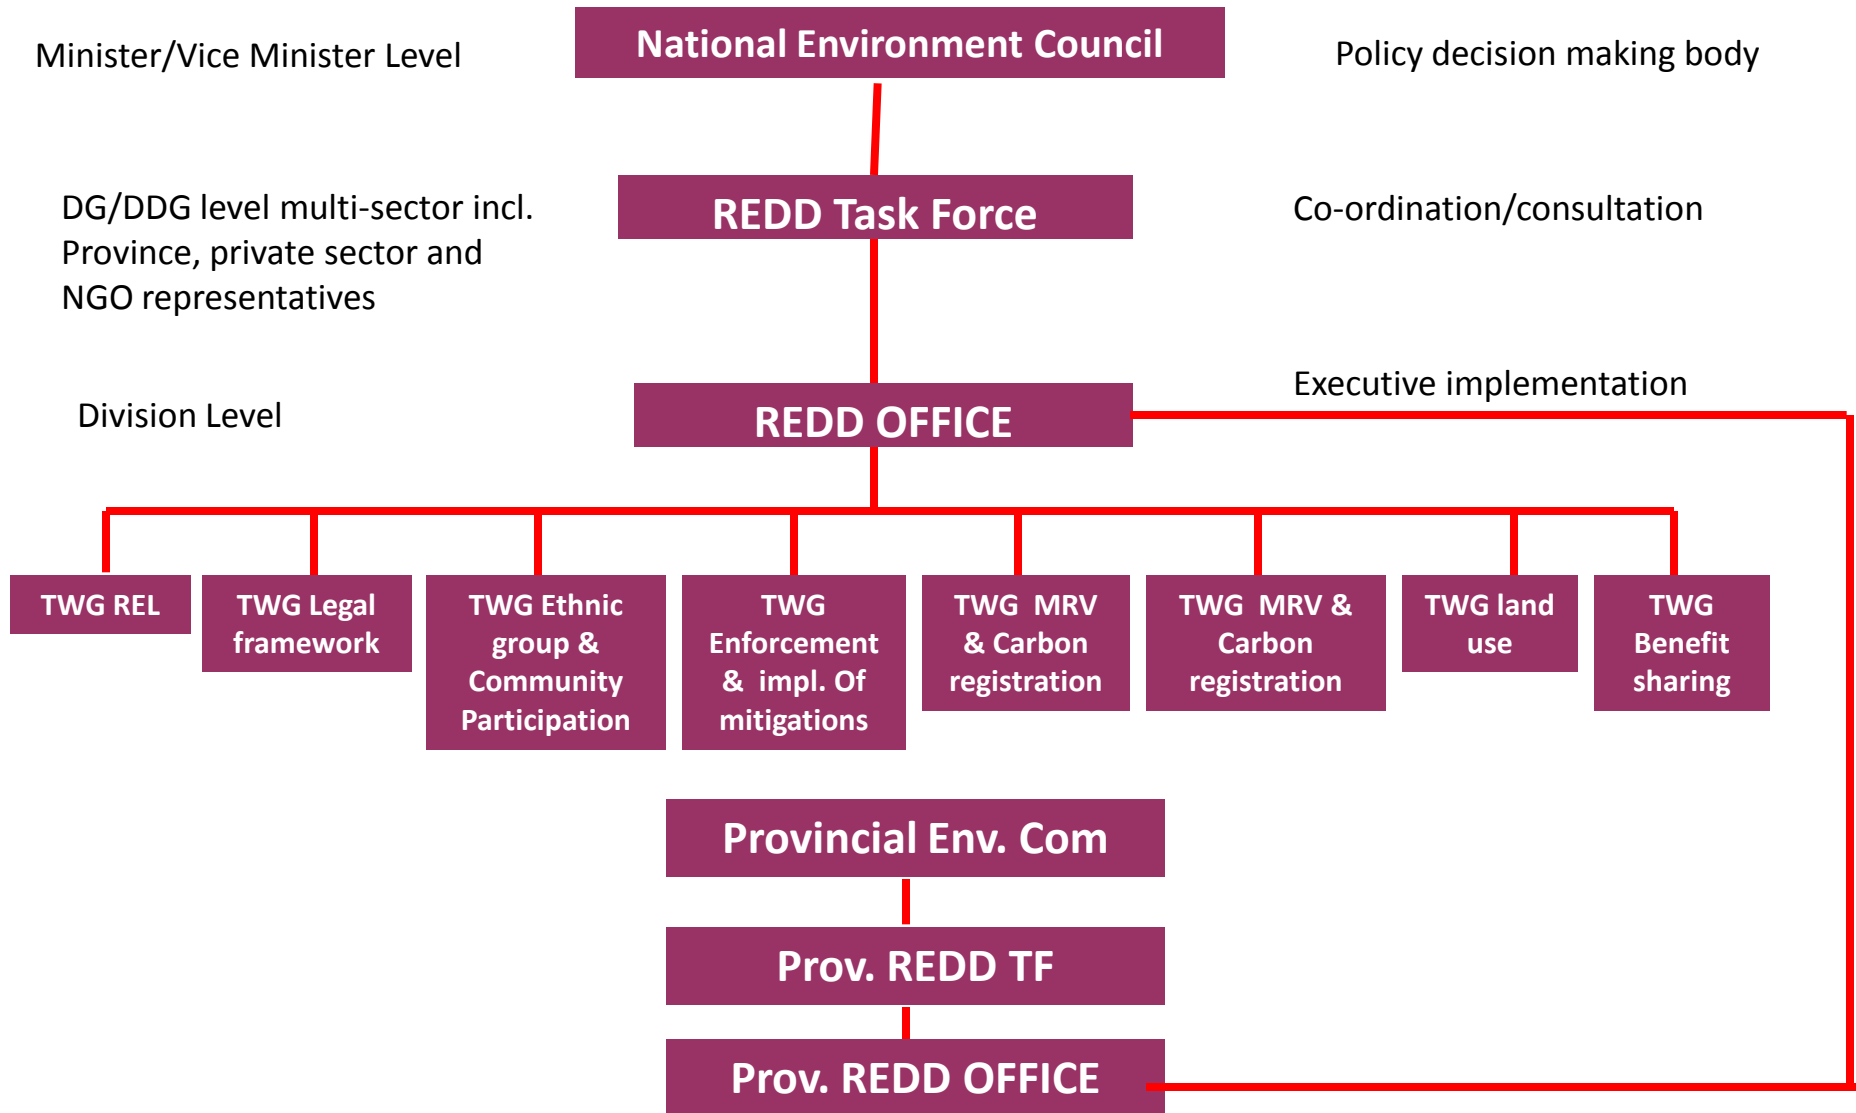 Minister/Vice Minister Level
National Environment Council
Policy decision making body
DG/DDG level multi-sector incl.
Province, private sector and
NGO representatives
REDD Task Force
Co-ordination/consultation
Division Level
REDD OFFICE
Executive implementation
TWG REL
TWG Legal
framework
TWG Ethnic
group &
Community
Participation
TWG
Enforcement
& impl. Of
mitigations
TWG MRV
& Carbon
registration
TWG MRV &
Carbon
registration
TWG land
use
TWG
Benefit
sharing
Provincial Env. Com
Prov. REDD TF
Prov. REDD OFFICE